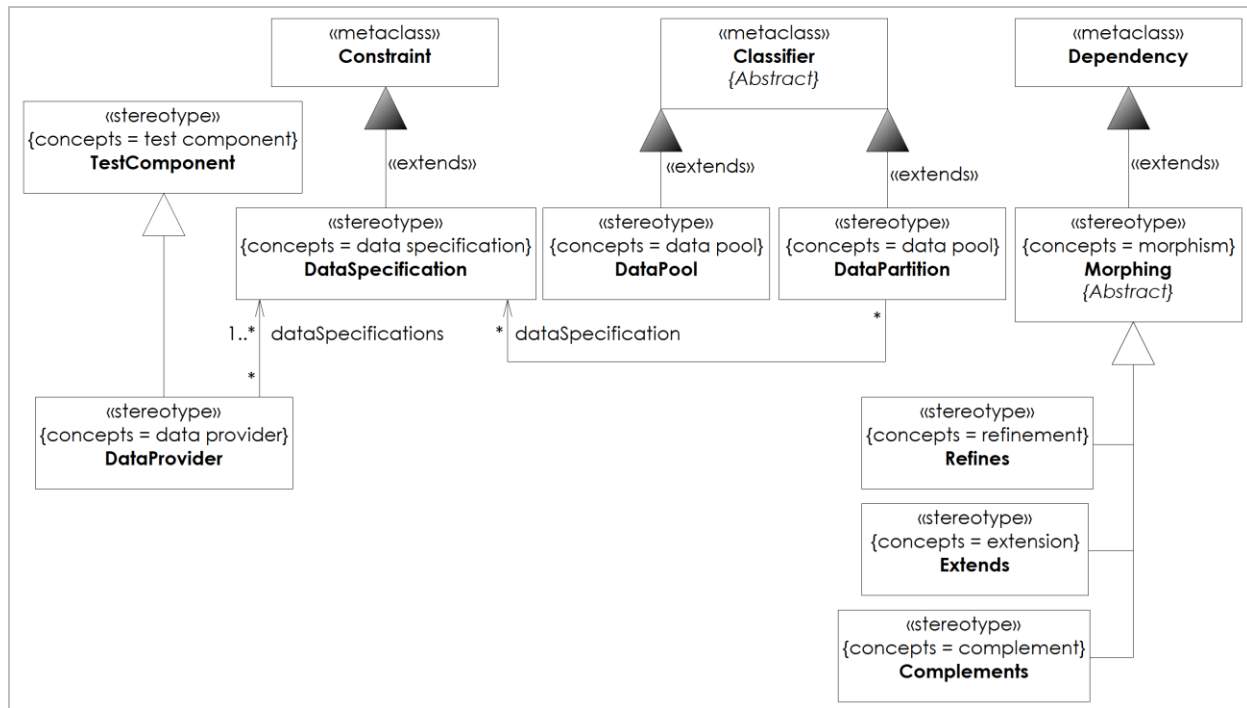 «metaclass»
Constraint
«metaclass»
Classifier
{Abstract}
«metaclass»
Dependency
«stereotype»
{concepts = test component}
TestComponent
«extends»
«extends»
«extends»
«extends»
«stereotype»
{concepts = data specification}
DataSpecification
«stereotype»
{concepts = data pool}
DataPool
«stereotype»
{concepts = data pool}
DataPartition
«stereotype»
{concepts = morphism}
Morphing
{Abstract}
1..* dataSpecifications
*
* dataSpecification
*
«stereotype»
{concepts = data provider}
DataProvider
«stereotype»
{concepts = refinement}
Refines
«stereotype»
{concepts = extension}
Extends
«stereotype»
{concepts = complement}
Complements